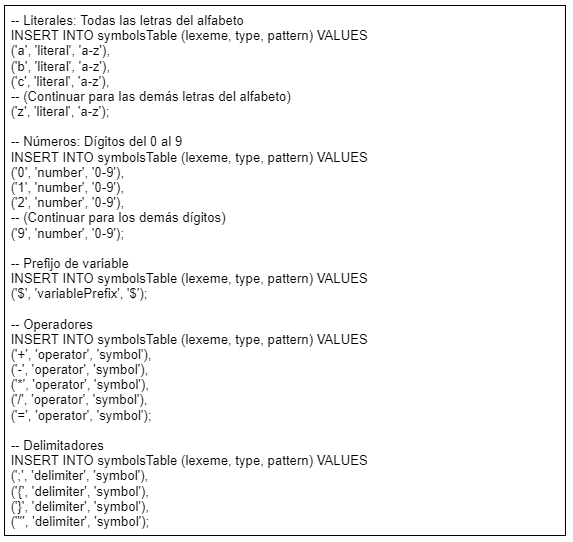 -- Literales: Todas las letras del alfabeto
INSERT INTO symbolsTable (lexeme, type, pattern) VALUES
('a', 'literal', 'a-z'),
('b', 'literal', 'a-z'),
('c', 'literal', 'a-z'),
-- (Continuar para las demás letras del alfabeto)
('z', 'literal', 'a-z');
-- Números: Dígitos del 0 al 9
INSERT INTO symbolsTable (lexeme, type, pattern) VALUES
('0', 'number', '0-9'),
('1', 'number', '0-9'),
('2', 'number', '0-9'),
-- (Continuar para los demás dígitos)
('9', 'number', '0-9');
-- Prefijo de variable
INSERT INTO symbolsTable (lexeme, type, pattern) VALUES
('$', 'variablePrefix', '$');
-- Operadores
INSERT INTO symbolsTable (lexeme, type, pattern) VALUES
('+', 'operator', 'symbol'),
('-', 'operator', 'symbol'),
('*', 'operator', 'symbol'),
('/', 'operator', 'symbol'),
('=', 'operator', 'symbol');
-- Delimitadores
INSERT INTO symbolsTable (lexeme, type, pattern) VALUES
(';', 'delimiter', 'symbol'),
('{', 'delimiter', 'symbol'),
('}', 'delimiter', 'symbol'),
('"', 'delimiter', 'symbol');